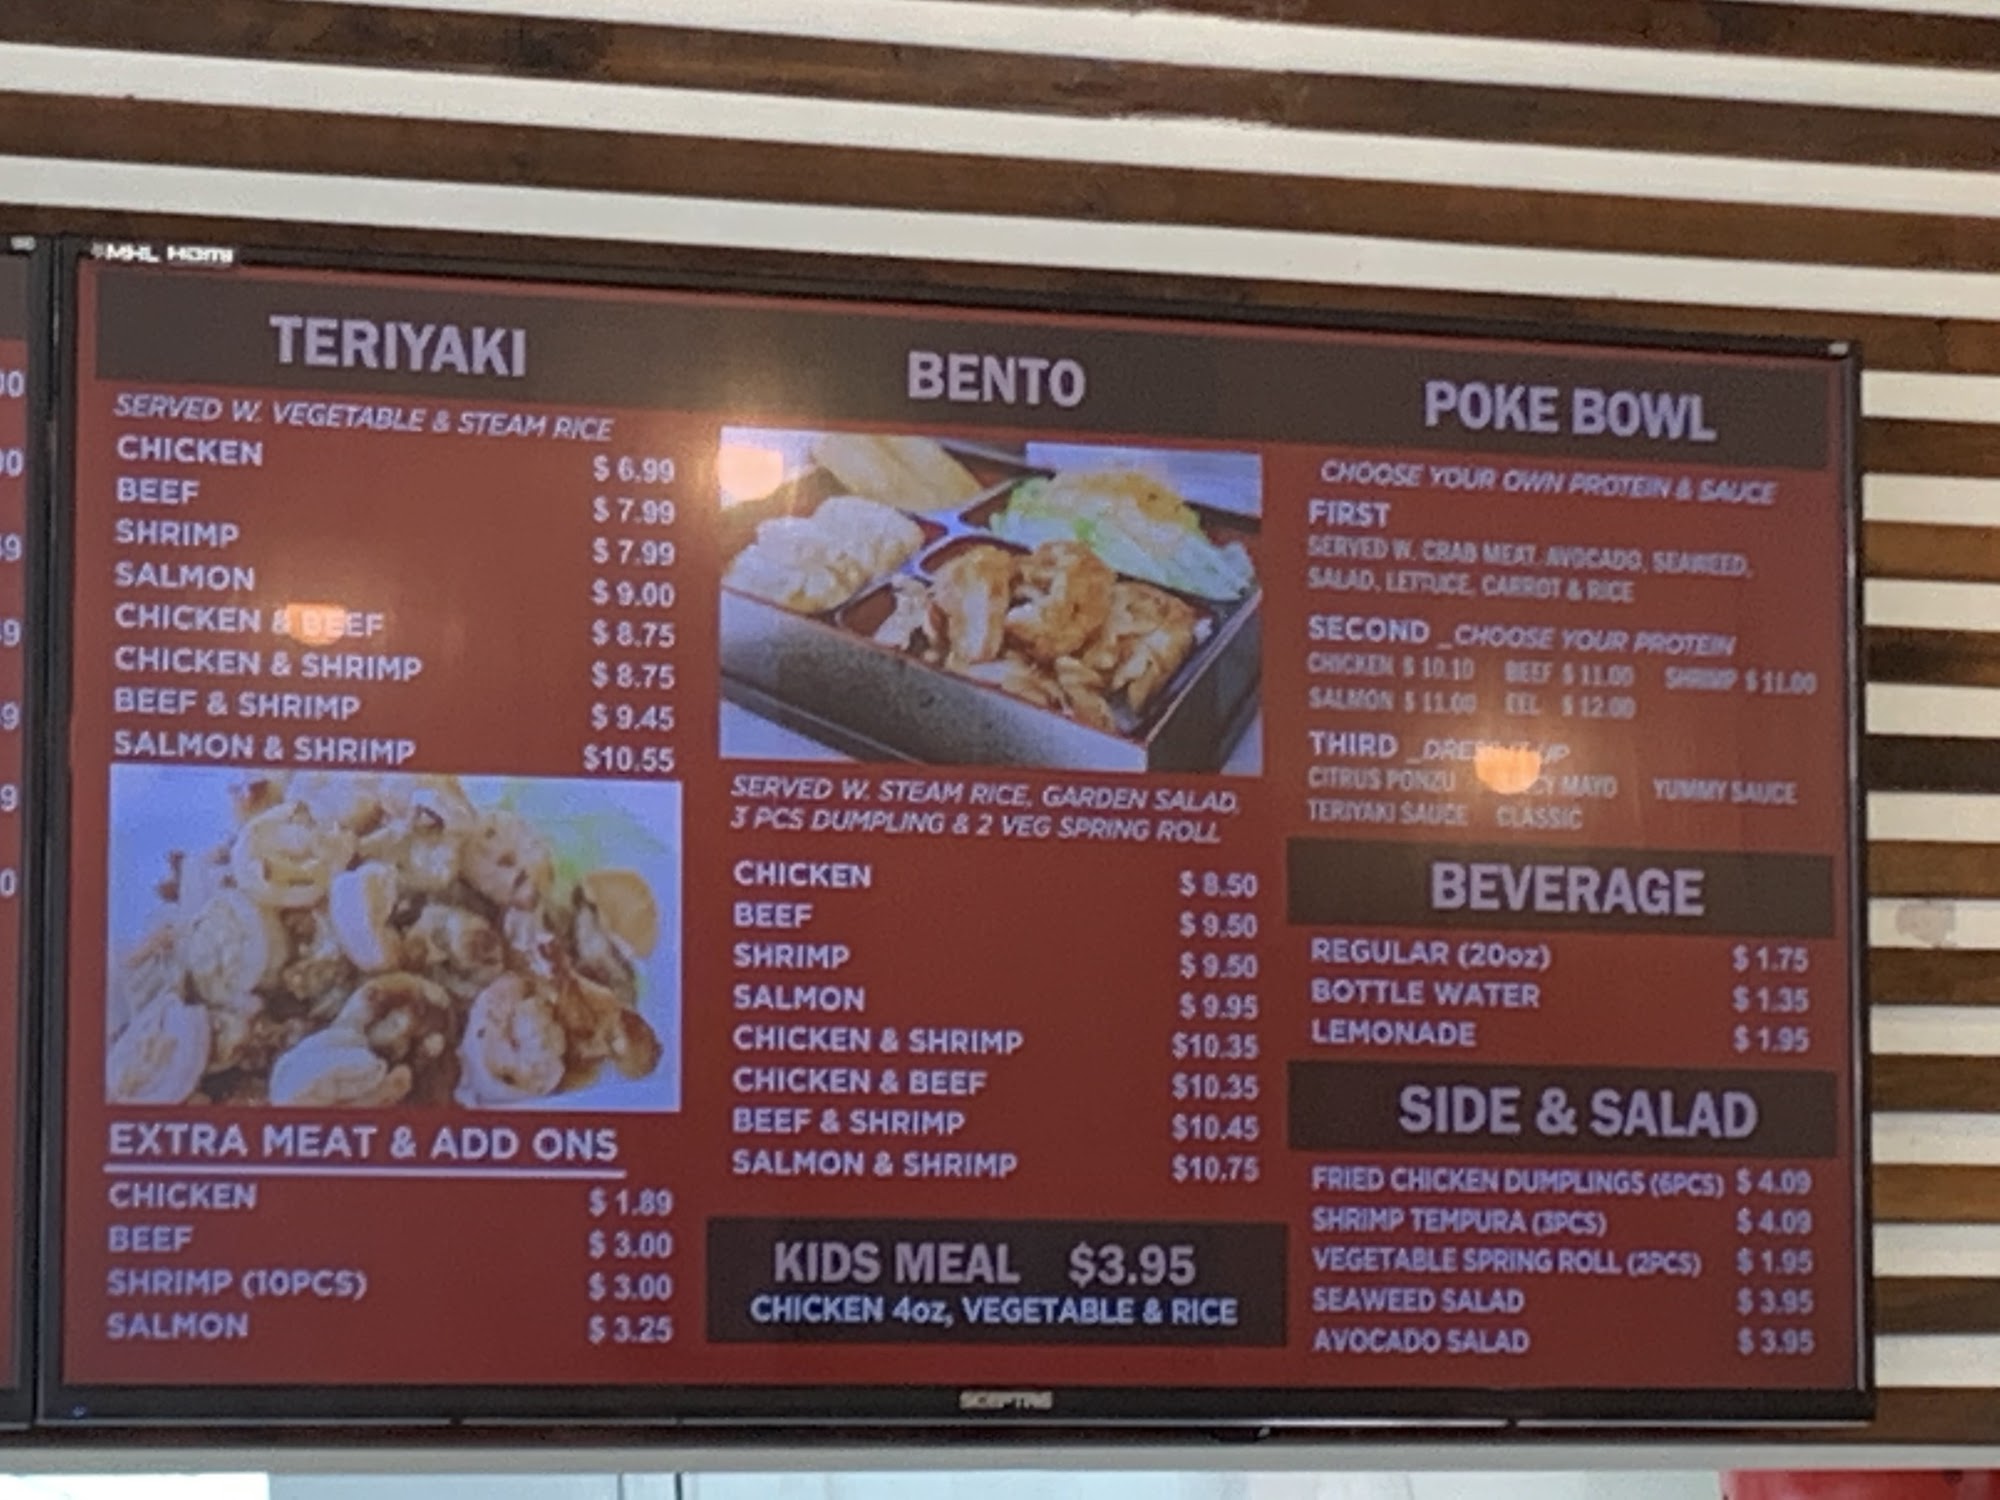 MHL HDMI
TERIYAKI
SERVED W. VEGETABLE & STEAM RICE
CHICKEN $ 6.99
BEEF $ 7.99
SHRIMP $ 7.99
SALMON $ 9.00
CHICKEN & BEEF $ 8.75
CHICKEN & SHRIMP $ 8.75
BEEF & SHRIMP $ 9.45
SALMON & SHRIMP $10.55
EXTRA MEAT & ADD ONS
CHICKEN $ 1.89
BEEF $ 3.00
SHRIMP (10PCS) $ 3.00
SALMON $ 3.25
BENTO
SERVED W. STEAM RICE, GARDEN SALAD,
3 PCS DUMPLING & 2 VEG SPRING ROLL
CHICKEN $ 8.50
BEEF $ 9.50
SHRIMP $ 9.50
SALMON $ 9.95
CHICKEN & SHRIMP $10.35
CHICKEN & BEEF $10.35
BEEF & SHRIMP $10.45
SALMON & SHRIMP $10.75
KIDS MEAL $3.95
CHICKEN 4oz, VEGETABLE & RICE
POKE BOWL
CHOOSE YOUR OWN PROTEIN & SAUCE
FIRST
SERVED W. CRAB MEAT, AVOCADO, SEAWEED,
SALAD, LETTUCE, CARROT & RICE
SECOND _CHOOSE YOUR PROTEIN
CHICKEN $ 10.10 BEEF $ 11.00 SHRIMP $ 11.00
SALMON $ 11.00 EEL $ 12.00
THIRD _DRESS IT UP
CITRUS PONZU MAYO YUMMY SAUCE
TERIYAKI SAUCE CLASSIC
BEVERAGE
REGULAR (20oz) $ 1.75
BOTTLE WATER $ 1.35
LEMONADE $ 1.95
SIDE & SALAD
FRIED CHICKEN DUMPLINGS (6PCS) $ 4.09
SHRIMP TEMPURA (3PCS) $ 4.09
VEGETABLE SPRING ROLL (2PCS) $ 1.95
SEAWEED SALAD $ 3.95
AVOCADO SALAD $ 3.95
SCEPTRE